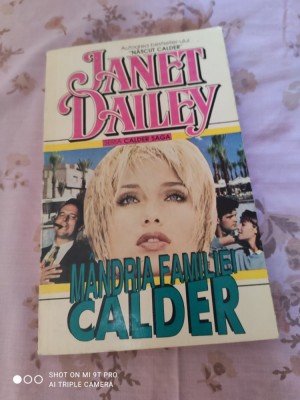 Autoarea bestseller-ului
"NĂSCUT CALDER"
JANET
DAILEY
SERIA CALDER SAGA
MÂNDRIA FAMILIEI
CALDER
SHOT ON MI 9T PRO
AI TRIPLE CAMERA